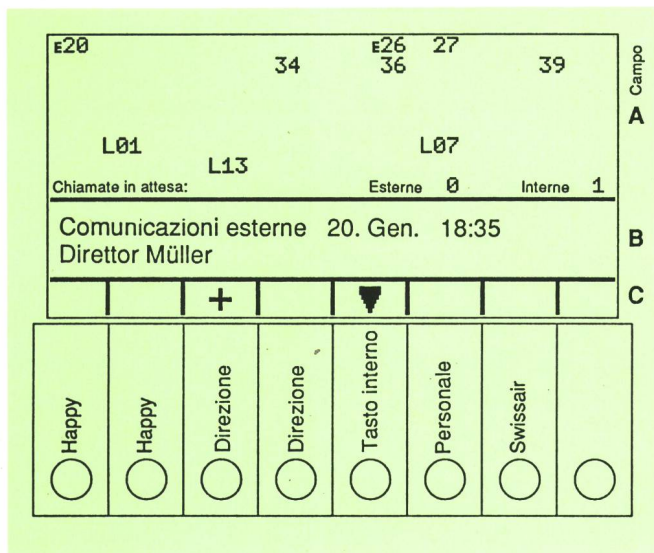 E20 E26 27 Campo
34 36 39
A
L01 L07
L13
Chiamate in attesa: Esterne 0 Interne 1
Comunicazioni esterne 20. Gen. 18:35
B
Direttor Müller
+ C
Happy Happy Direzione Direzione Tasto interno Personale Swissair